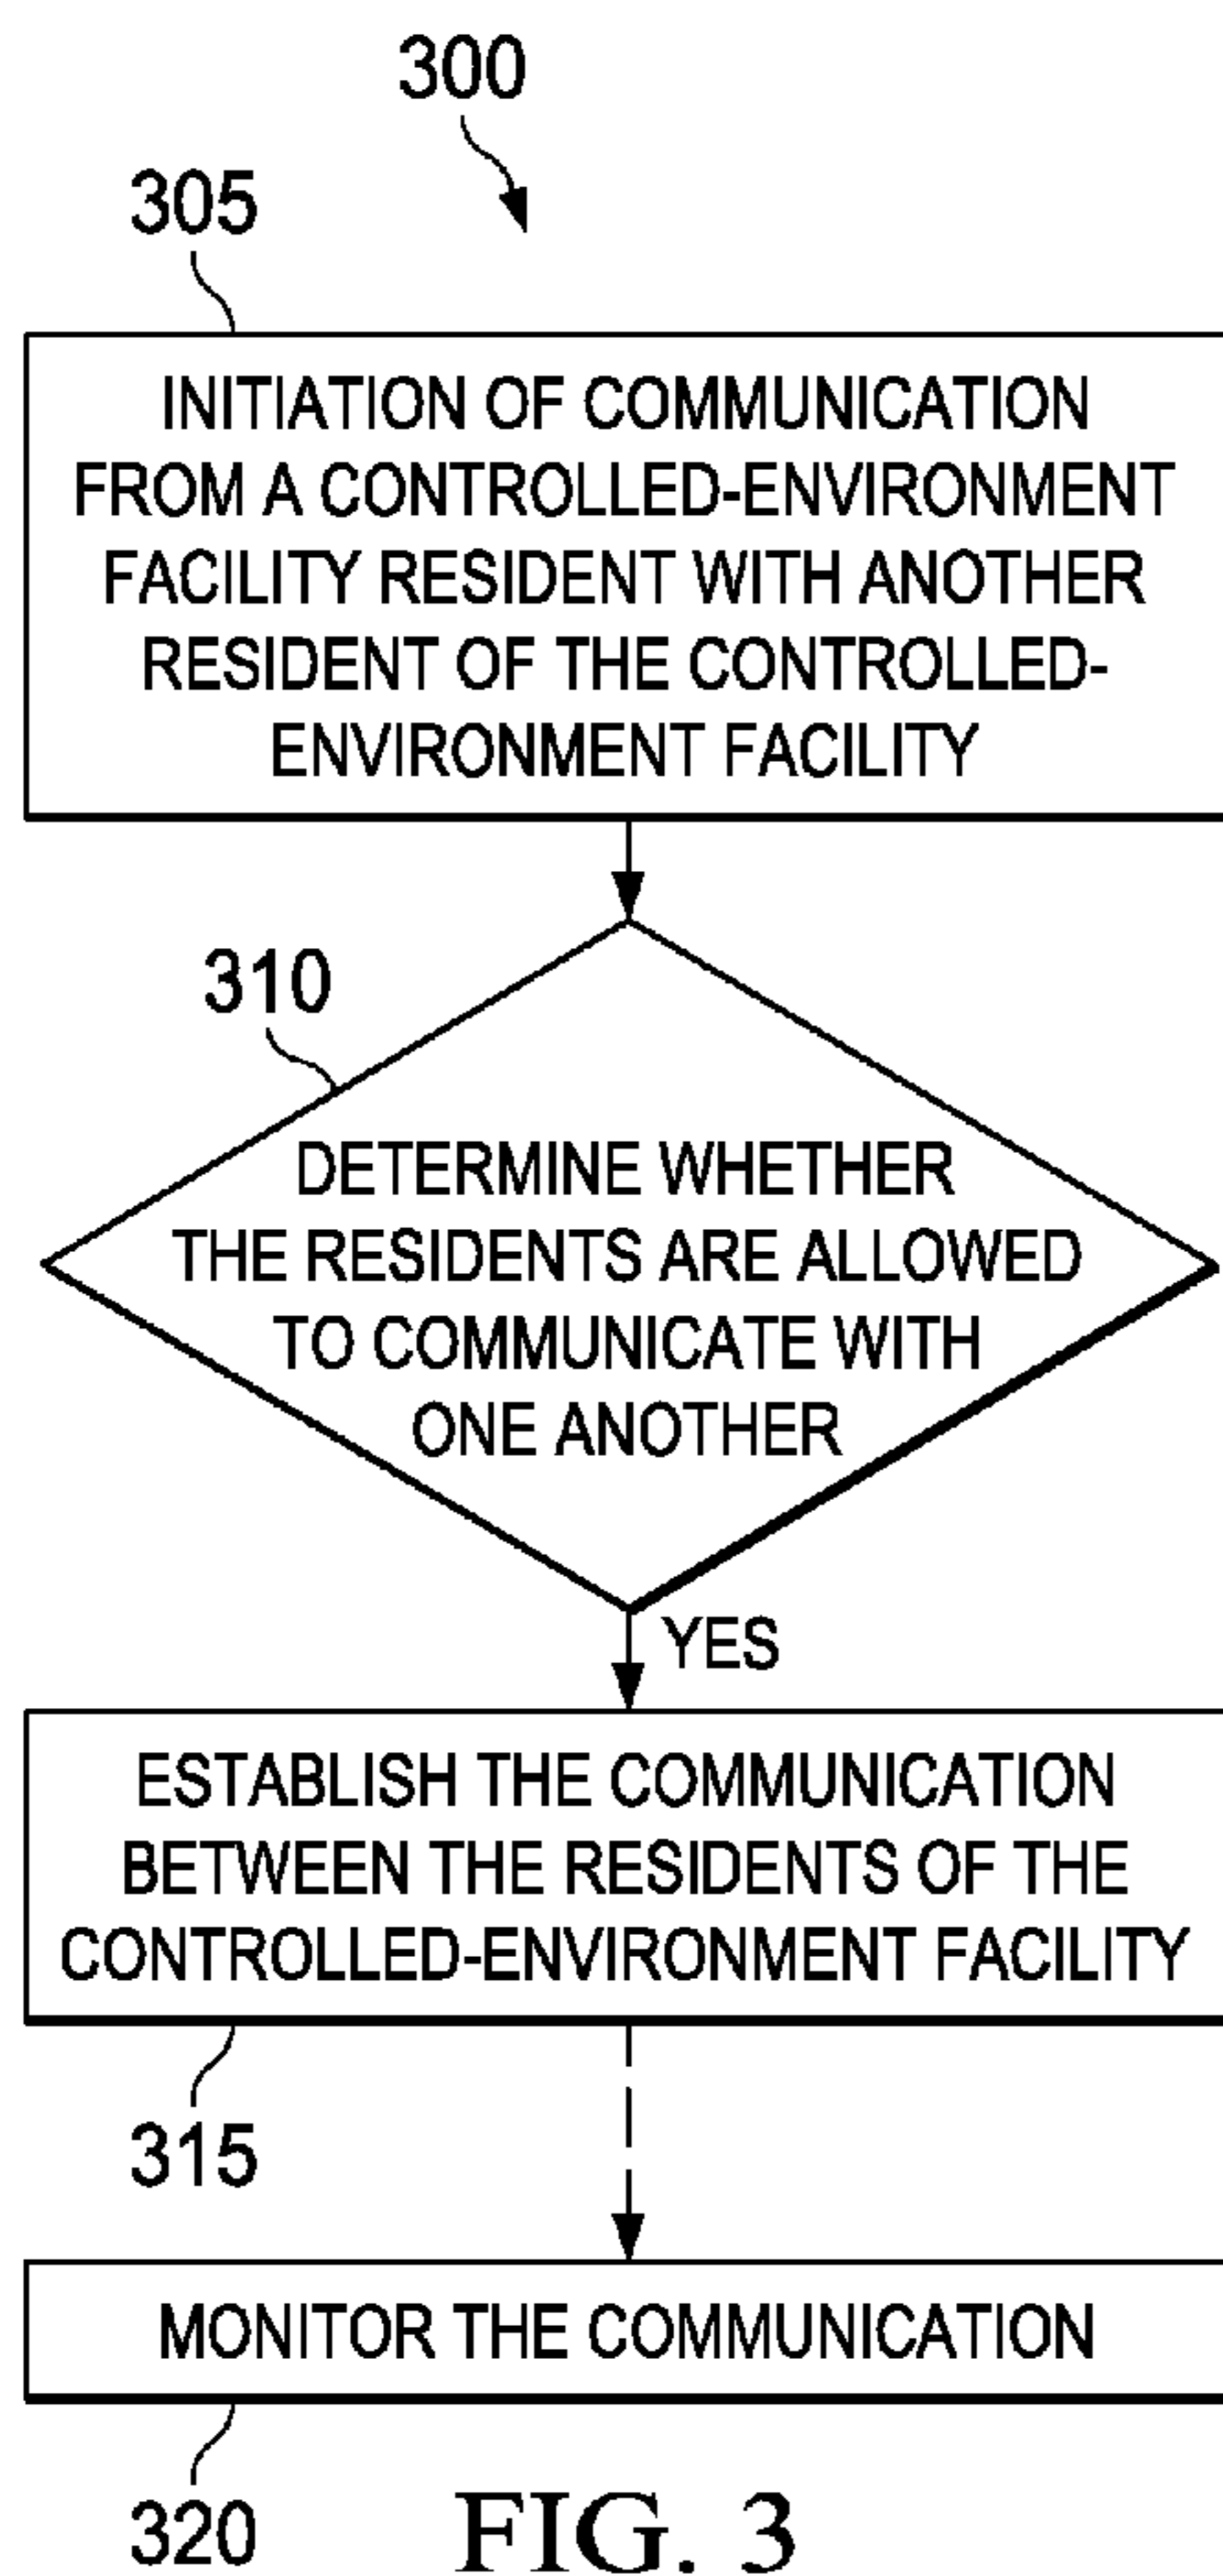 300
305
INITIATION OF COMMUNICATION
FROM A CONTROLLED-ENVIRONMENT
FACILITY RESIDENT WITH ANOTHER
RESIDENT OF THE CONTROLLED-
ENVIRONMENT FACILITY
310
DETERMINE WHETHER
THE RESIDENTS ARE ALLOWED
TO COMMUNICATE WITH
ONE ANOTHER
YES
ESTABLISH THE COMMUNICATION
BETWEEN THE RESIDENTS OF THE
CONTROLLED-ENVIRONMENT FACILITY
315
MONITOR THE COMMUNICATION
320
FIG. 3